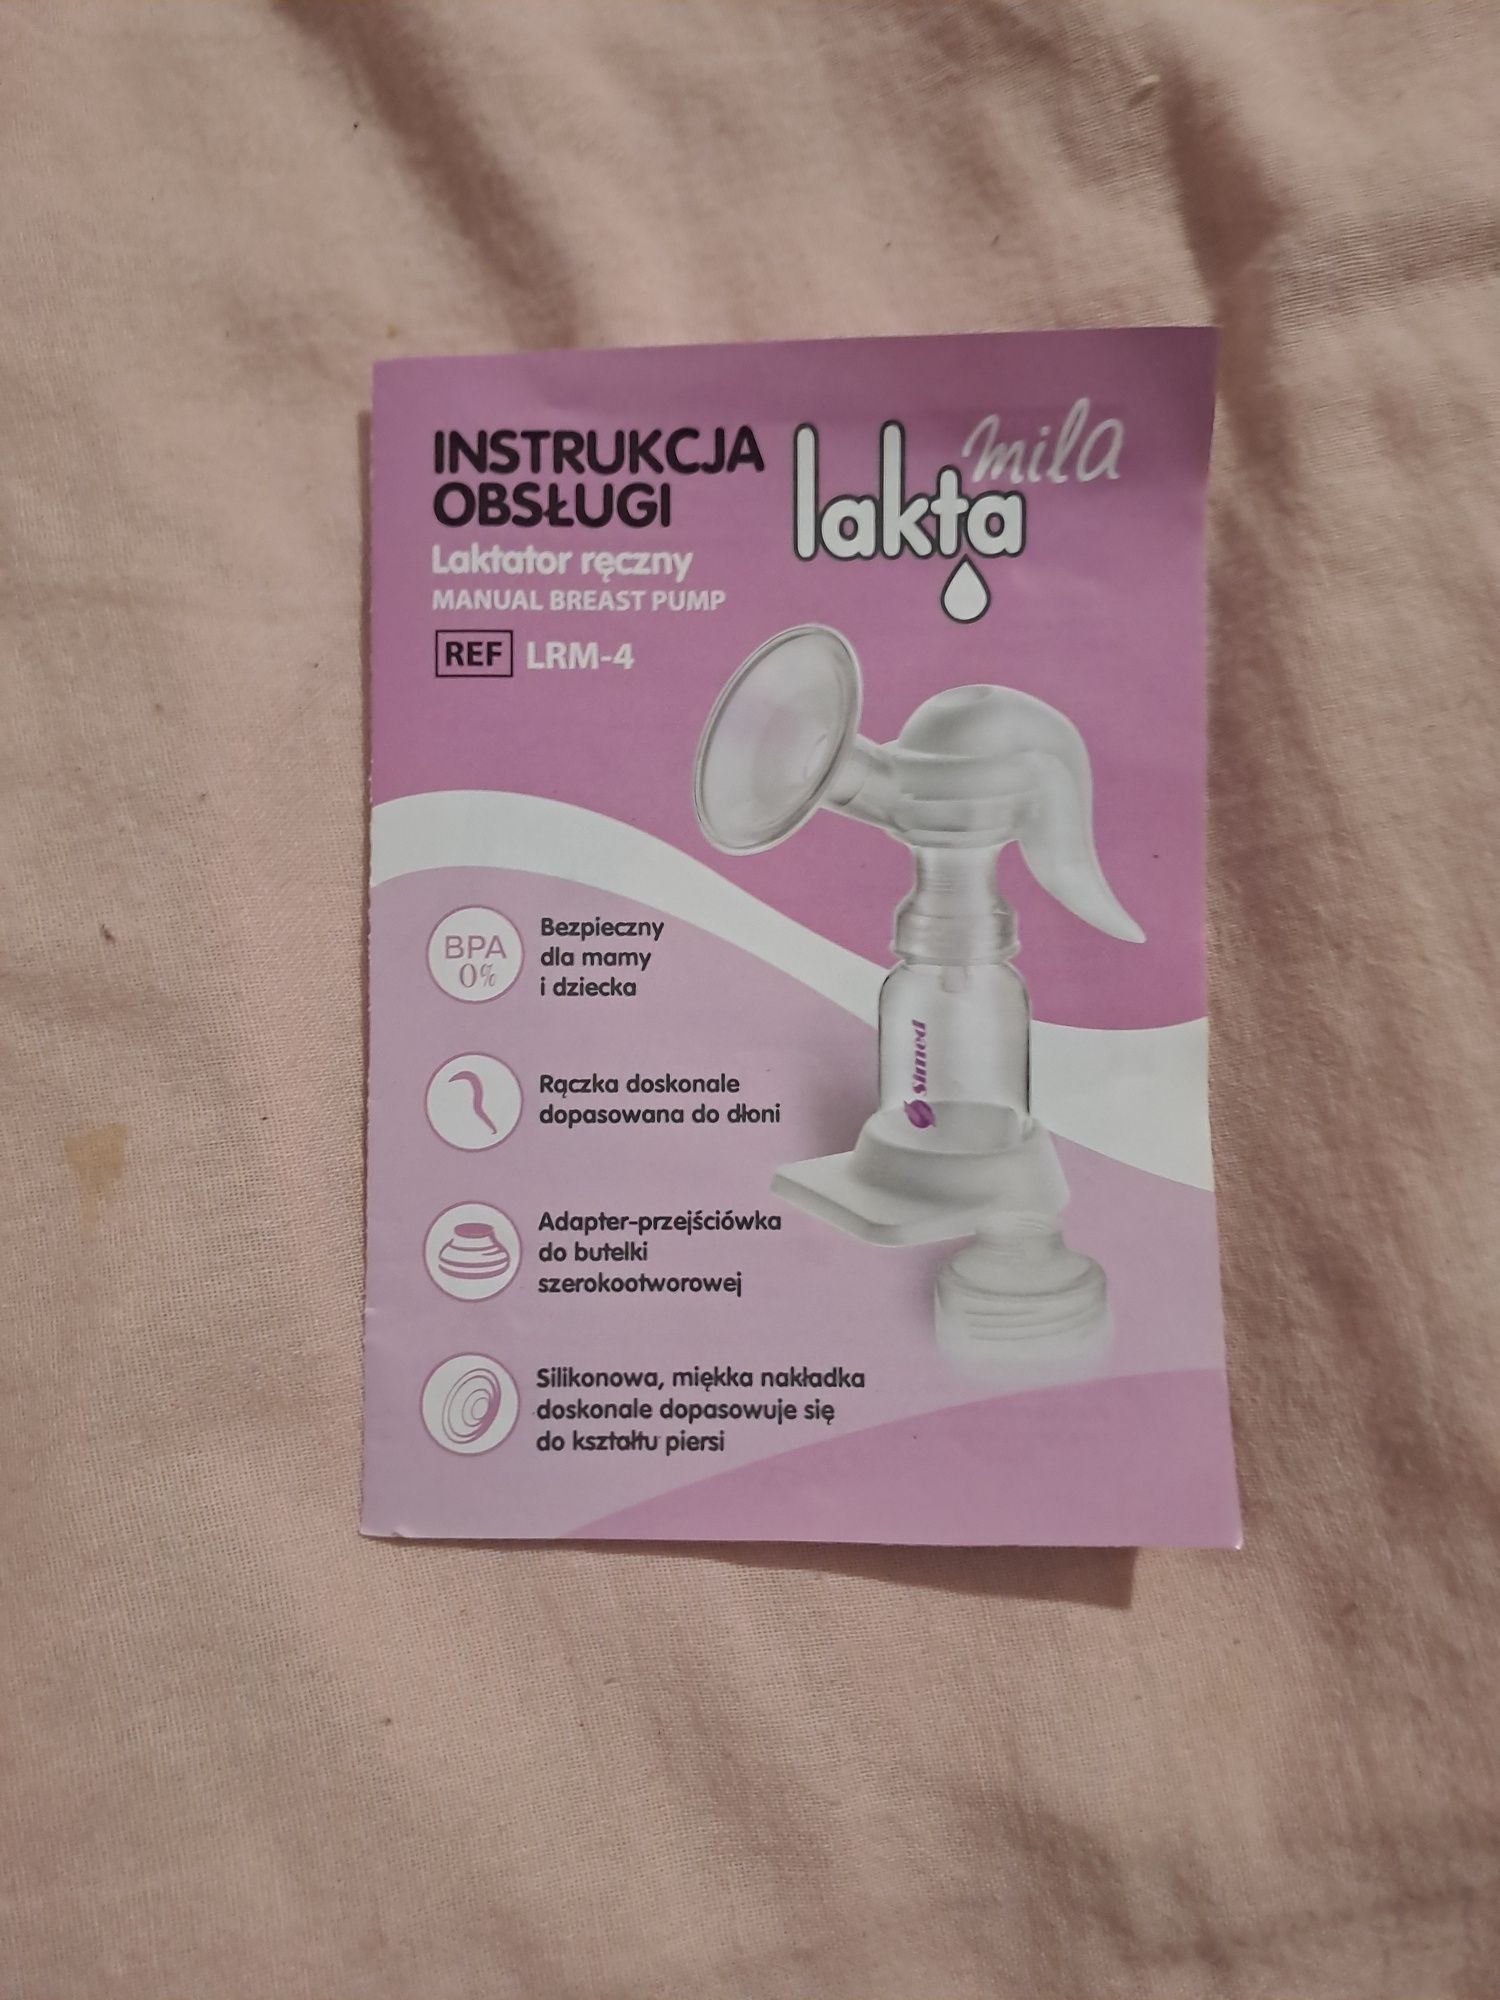 INSTRUKCJA
OBSŁUGI
Laktator ręczny
MANUAL BREAST PUMP
REF LRM-4
lakta mila
BPA
0%
Bezpieczny
dla mamy
i dziecka
Rączka doskonale
dopasowana do dłoni
Adapter-przejściówka
do butelki
szerokootworowej
Silikonowa, miękka nakładka
doskonale dopasowuje się
do kształtu piersi
Simed